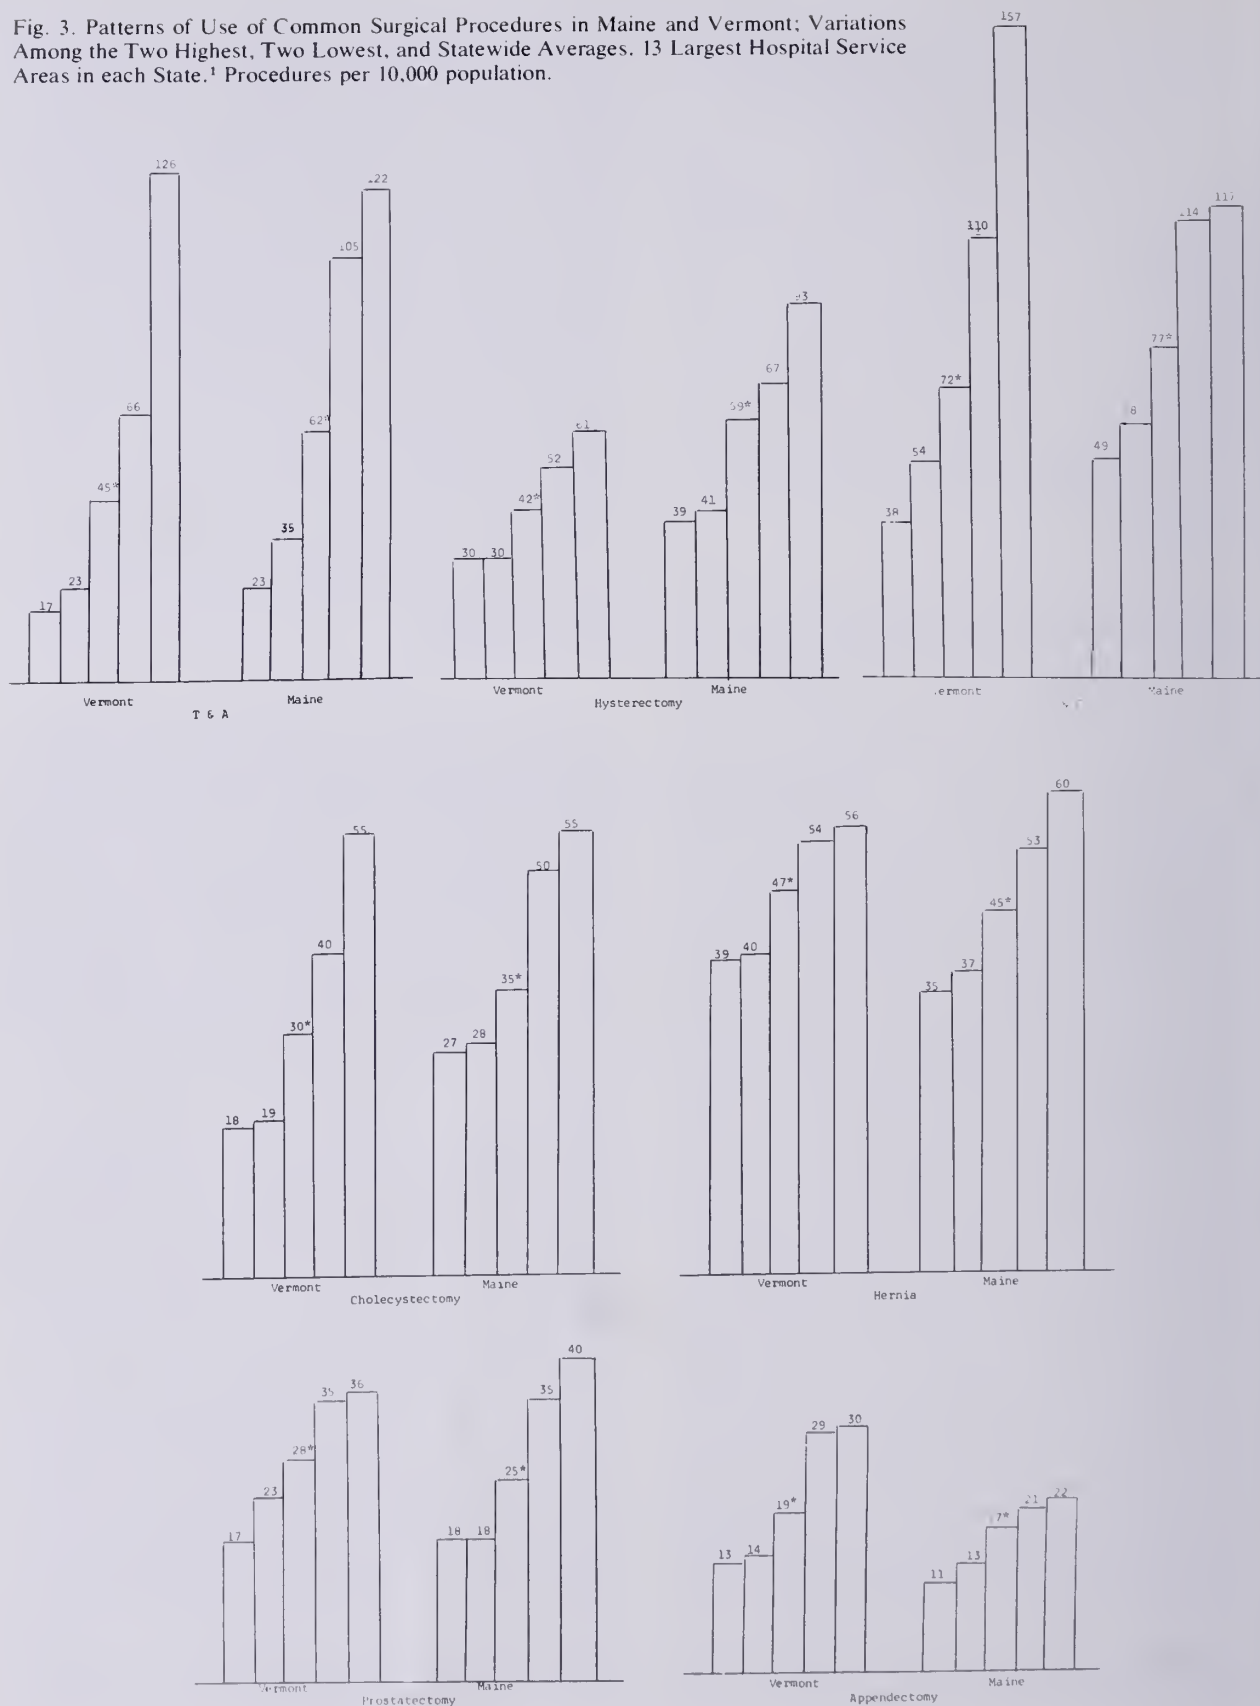 Fig. 3. Patterns of Use of Common Surgical Procedures in Maine and Vermont; Variations
Among the Two Highest, Two Lowest, and Statewide Averages. 13 Largest Hospital Service
Areas in each State.¹ Procedures per 10,000 population.
17 23 45* 66 126
23 35 62*
Vermont Maine
T & A
30 30 42* 52
39 41 67
Vermont Maine
Hysterectomy
38 54 72* 110 157
49 77*
Maine
18 19 30* 40 55
27 28 35* 50 55
Vermont Maine
Cholecystectomy
39 40 47* 54 56
35 37 45* 53 60
Vermont Maine
Hernia
17 23 28* 35 36
18 18 25* 35 40
Vermont Maine
Prostatectomy
13 14 19* 29 30
11 13 21 22
Vermont Maine
Appendectomy